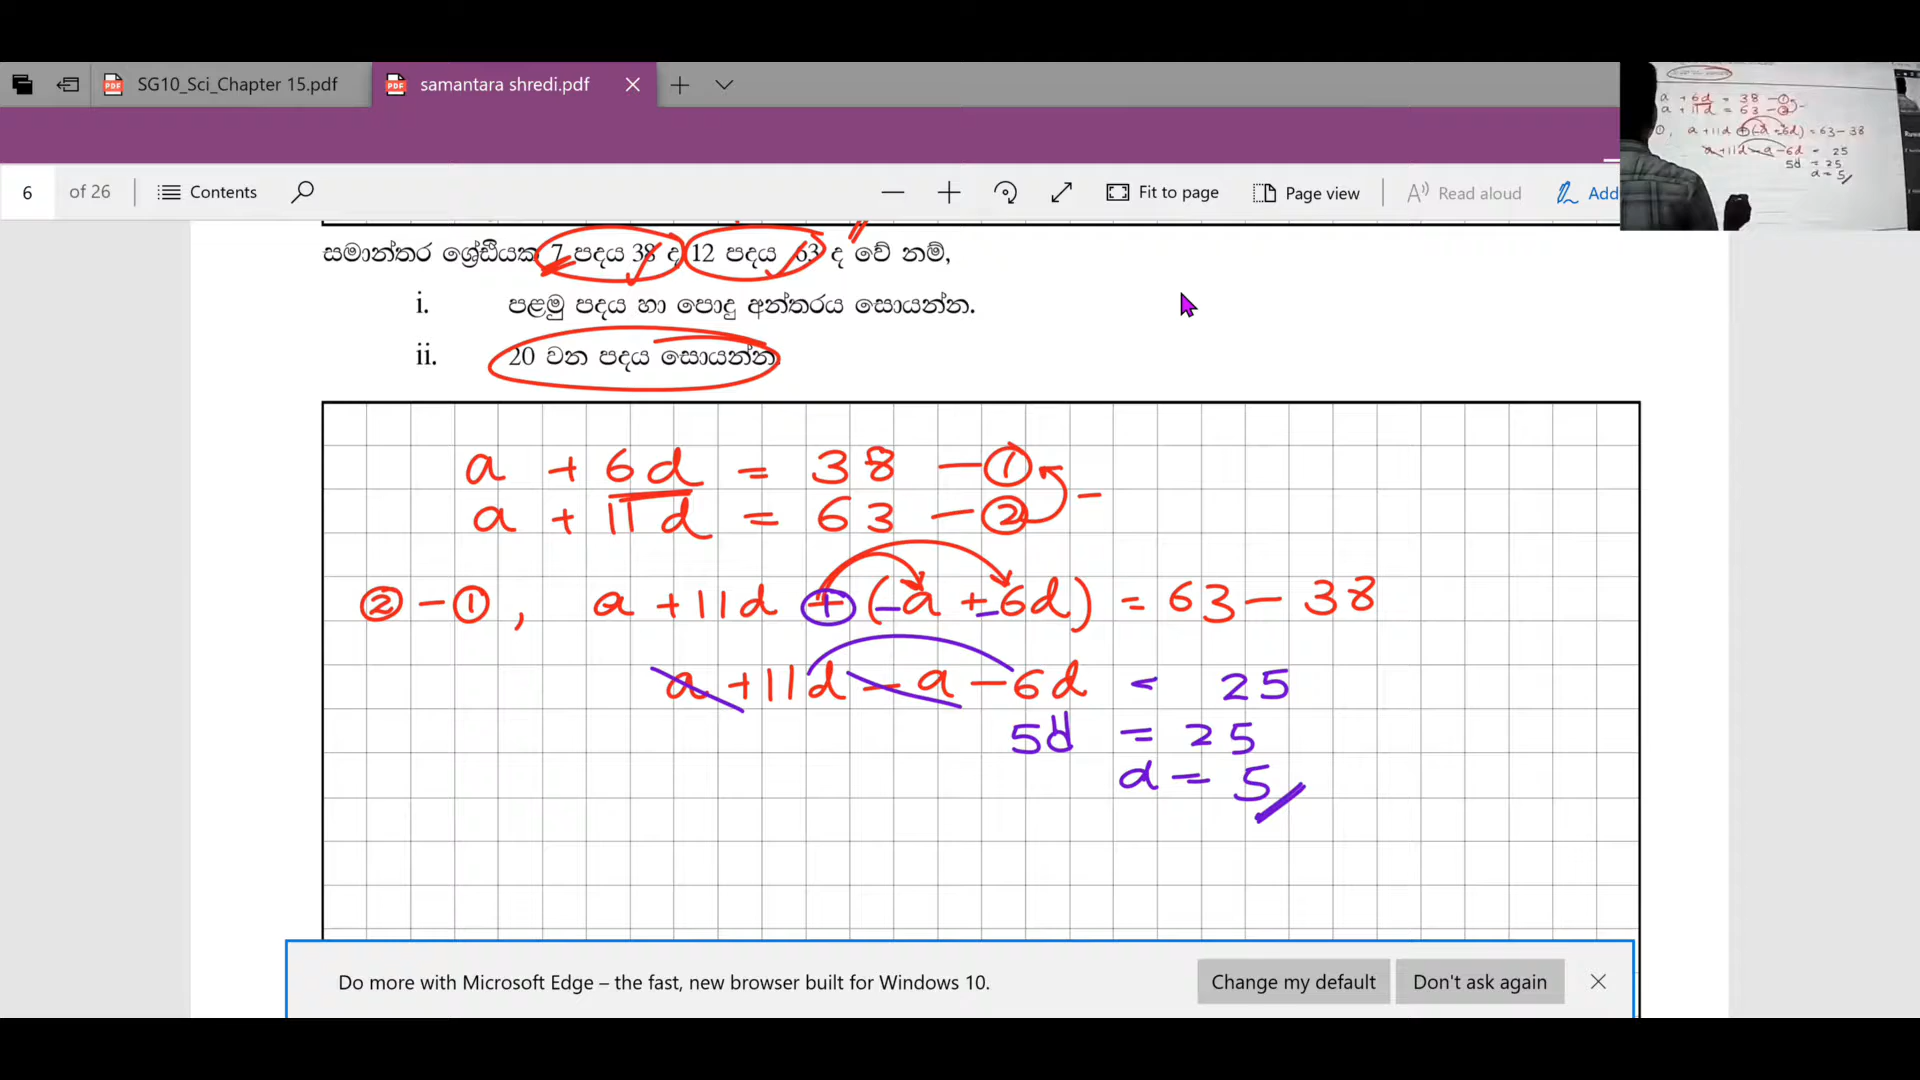 SG10_Sci_Chapter 15.pdf
samantara shredi.pdf
6 of 26 Contents Fit to page Page view Read aloud Add
සමාන්තර ශ්‍රේඪියක 7 පදය 38 ද 12 පදය 63 ද වේ නම්,
i. පළමු පදය හා පොදු අන්තරය සොයන්න.
ii. 20 වන පදය සොයන්න
a + 6d = 38 — ①
a + 11d = 63 — ② —
② – ①, a + 11d + (–a + –6d) = 63 – 38
a + 11d – a – 6d = 25
5d = 25
d = 5
Do more with Microsoft Edge – the fast, new browser built for Windows 10.
Change my default
Don't ask again